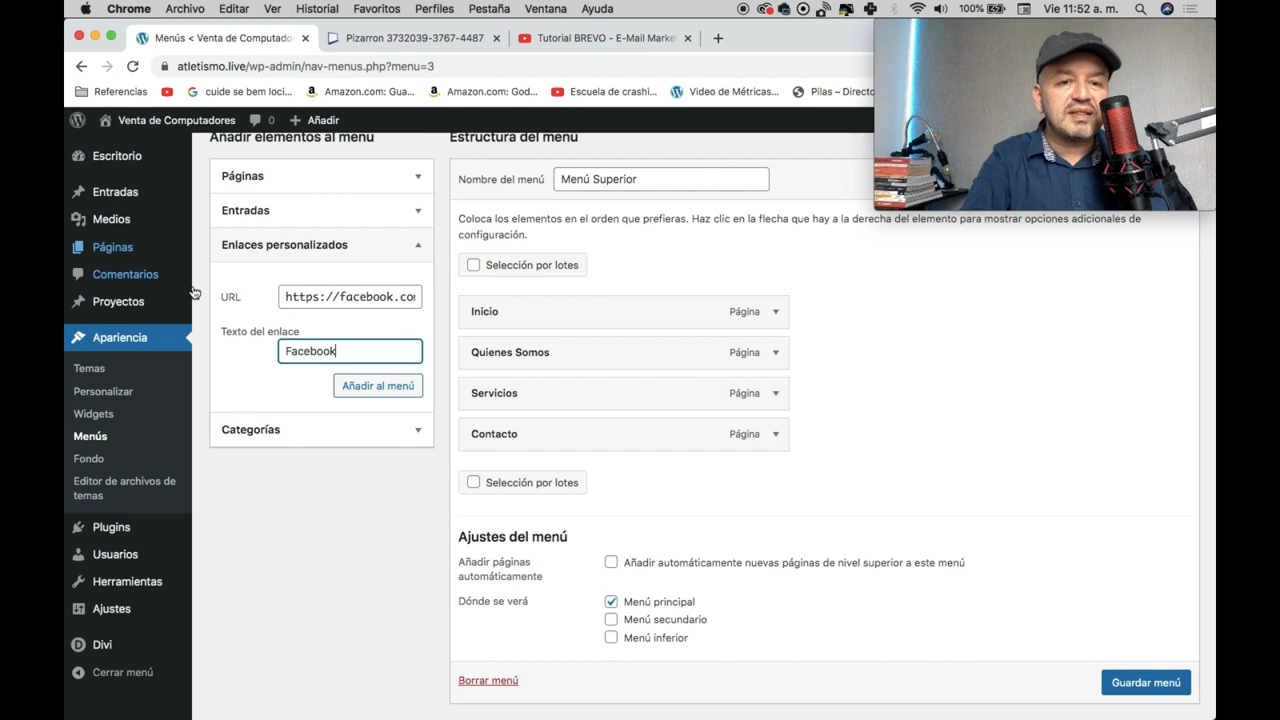 Chrome Archivo Editar Ver Historial Favoritos Perfiles Pestaña Ventana Ayuda 100% Vie 11:52 a. m.
Menús < Venta de Computado
Pizarron 3732039-3767-4487
Tutorial BREVO - E-Mail Marke
atletismo.live/wp-admin/nav-menus.php?menu=3
Referencias
cuide se bem loci...
Amazon.com: Gua...
Amazon.com: God...
Escuela de crashi...
Video de Métricas...
Pilas – Directo
Venta de Computadores 0 Añadir
Escritorio
Entradas
Medios
Páginas
Comentarios
Proyectos
Apariencia
Temas
Personalizar
Widgets
Menús
Fondo
Editor de archivos de
temas
Plugins
Usuarios
Herramientas
Ajustes
Divi
Cerrar menú
Añadir elementos al menú
Páginas
Entradas
Enlaces personalizados
URL https://facebook.co
Texto del enlace
Facebook
Añadir al menú
Categorías
Estructura del menú
Nombre del menú Menú Superior
Coloca los elementos en el orden que prefieras. Haz clic en la flecha que hay a la derecha del elemento para mostrar opciones adicionales de
configuración.
Selección por lotes
Inicio Página
Quienes Somos Página
Servicios Página
Contacto Página
Selección por lotes
Ajustes del menú
Añadir páginas
automáticamente
Añadir automáticamente nuevas páginas de nivel superior a este menú
Dónde se verá
Menú principal
Menú secundario
Menú inferior
Borrar menú
Guardar menú